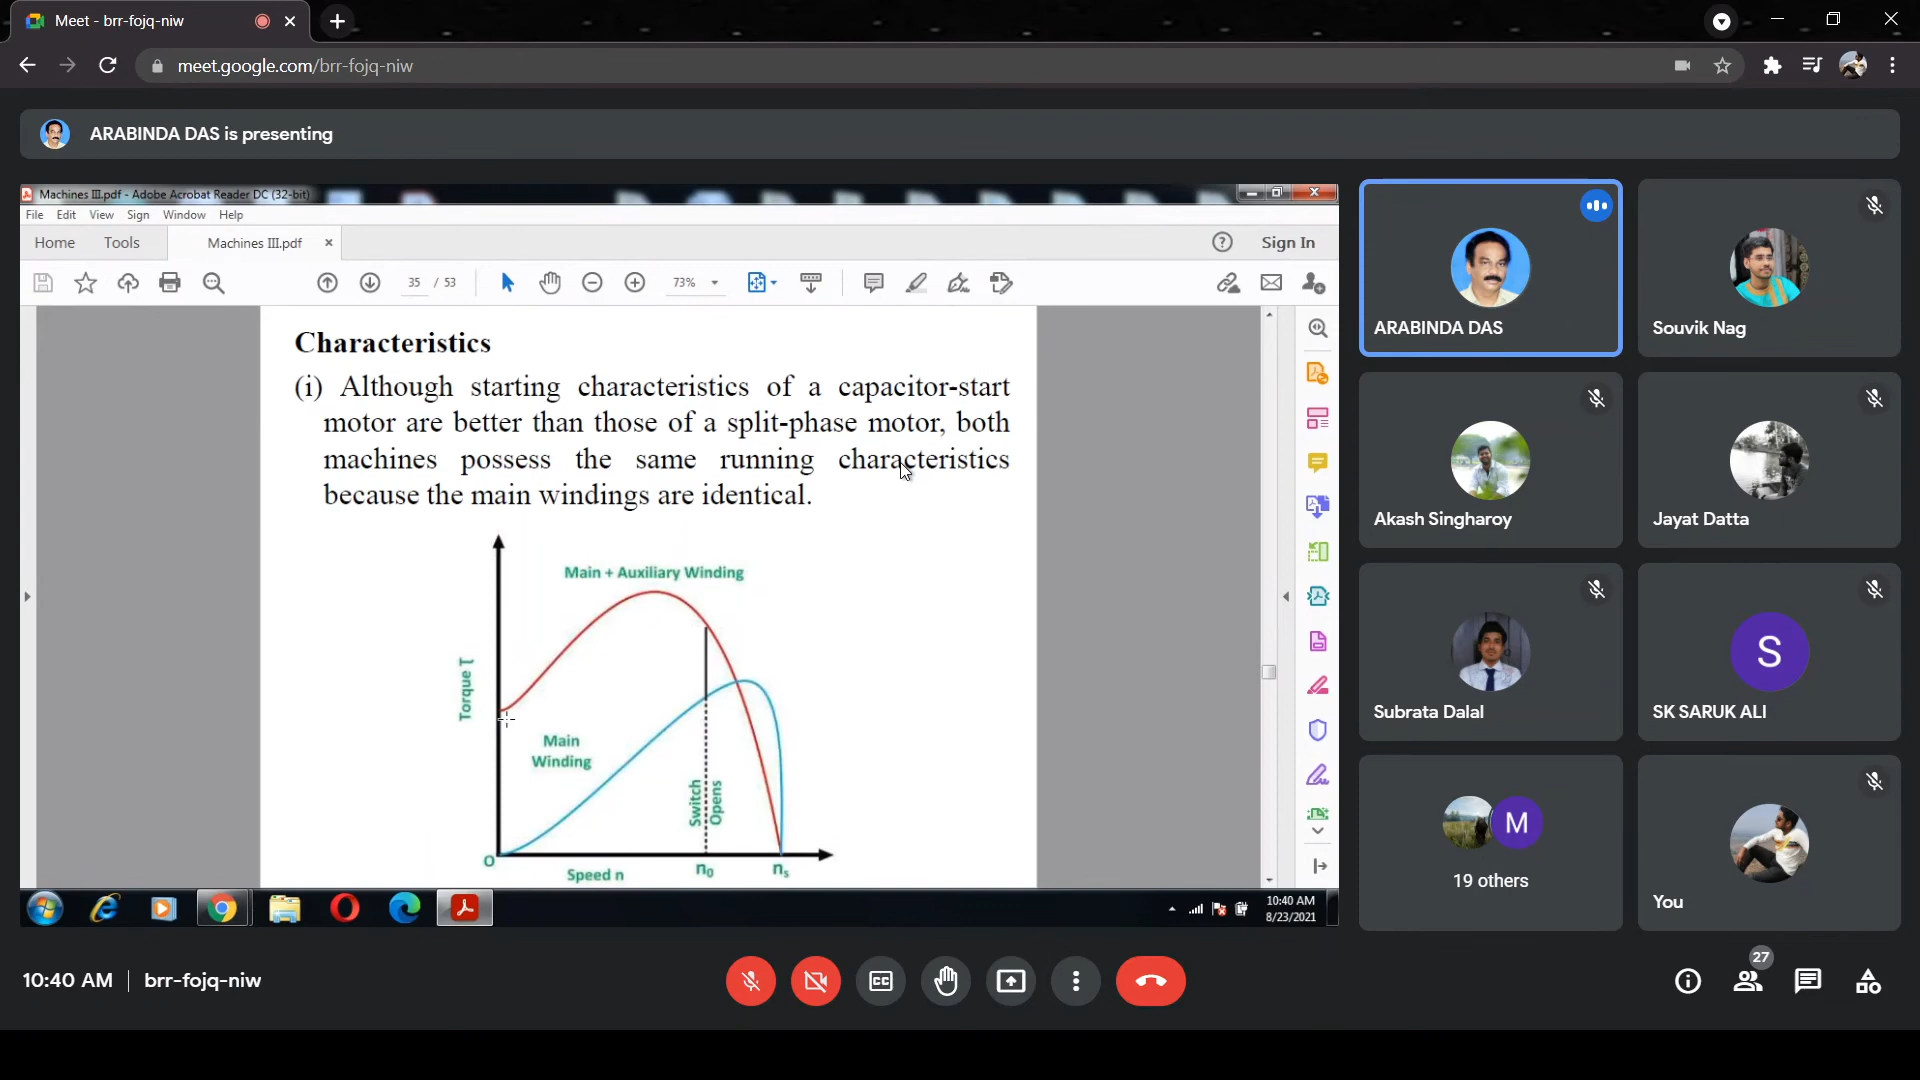 Meet - brr-fojq-niw
meet.google.com/brr-fojq-niw
ARABINDA DAS is presenting
Machines III.pdf - Adobe Acrobat Reader DC (32-bit)
File Edit View Sign Window Help
Home Tools Machines III.pdf × Sign In
35 / 53 73%
Characteristics
(i) Although starting characteristics of a capacitor-start
motor are better than those of a split-phase motor, both
machines possess the same running characteristics
because the main windings are identical.
Main + Auxiliary Winding
Torque τ
Main
Winding
Switch
Opens
O
Speed n
n₀
nₛ
10:40 AM
8/23/2021
ARABINDA DAS
Souvik Nag
Akash Singharoy
Jayat Datta
Subrata Dalal
S
SK SARUK ALI
M
19 others
You
10:40 AM | brr-fojq-niw
CC
27